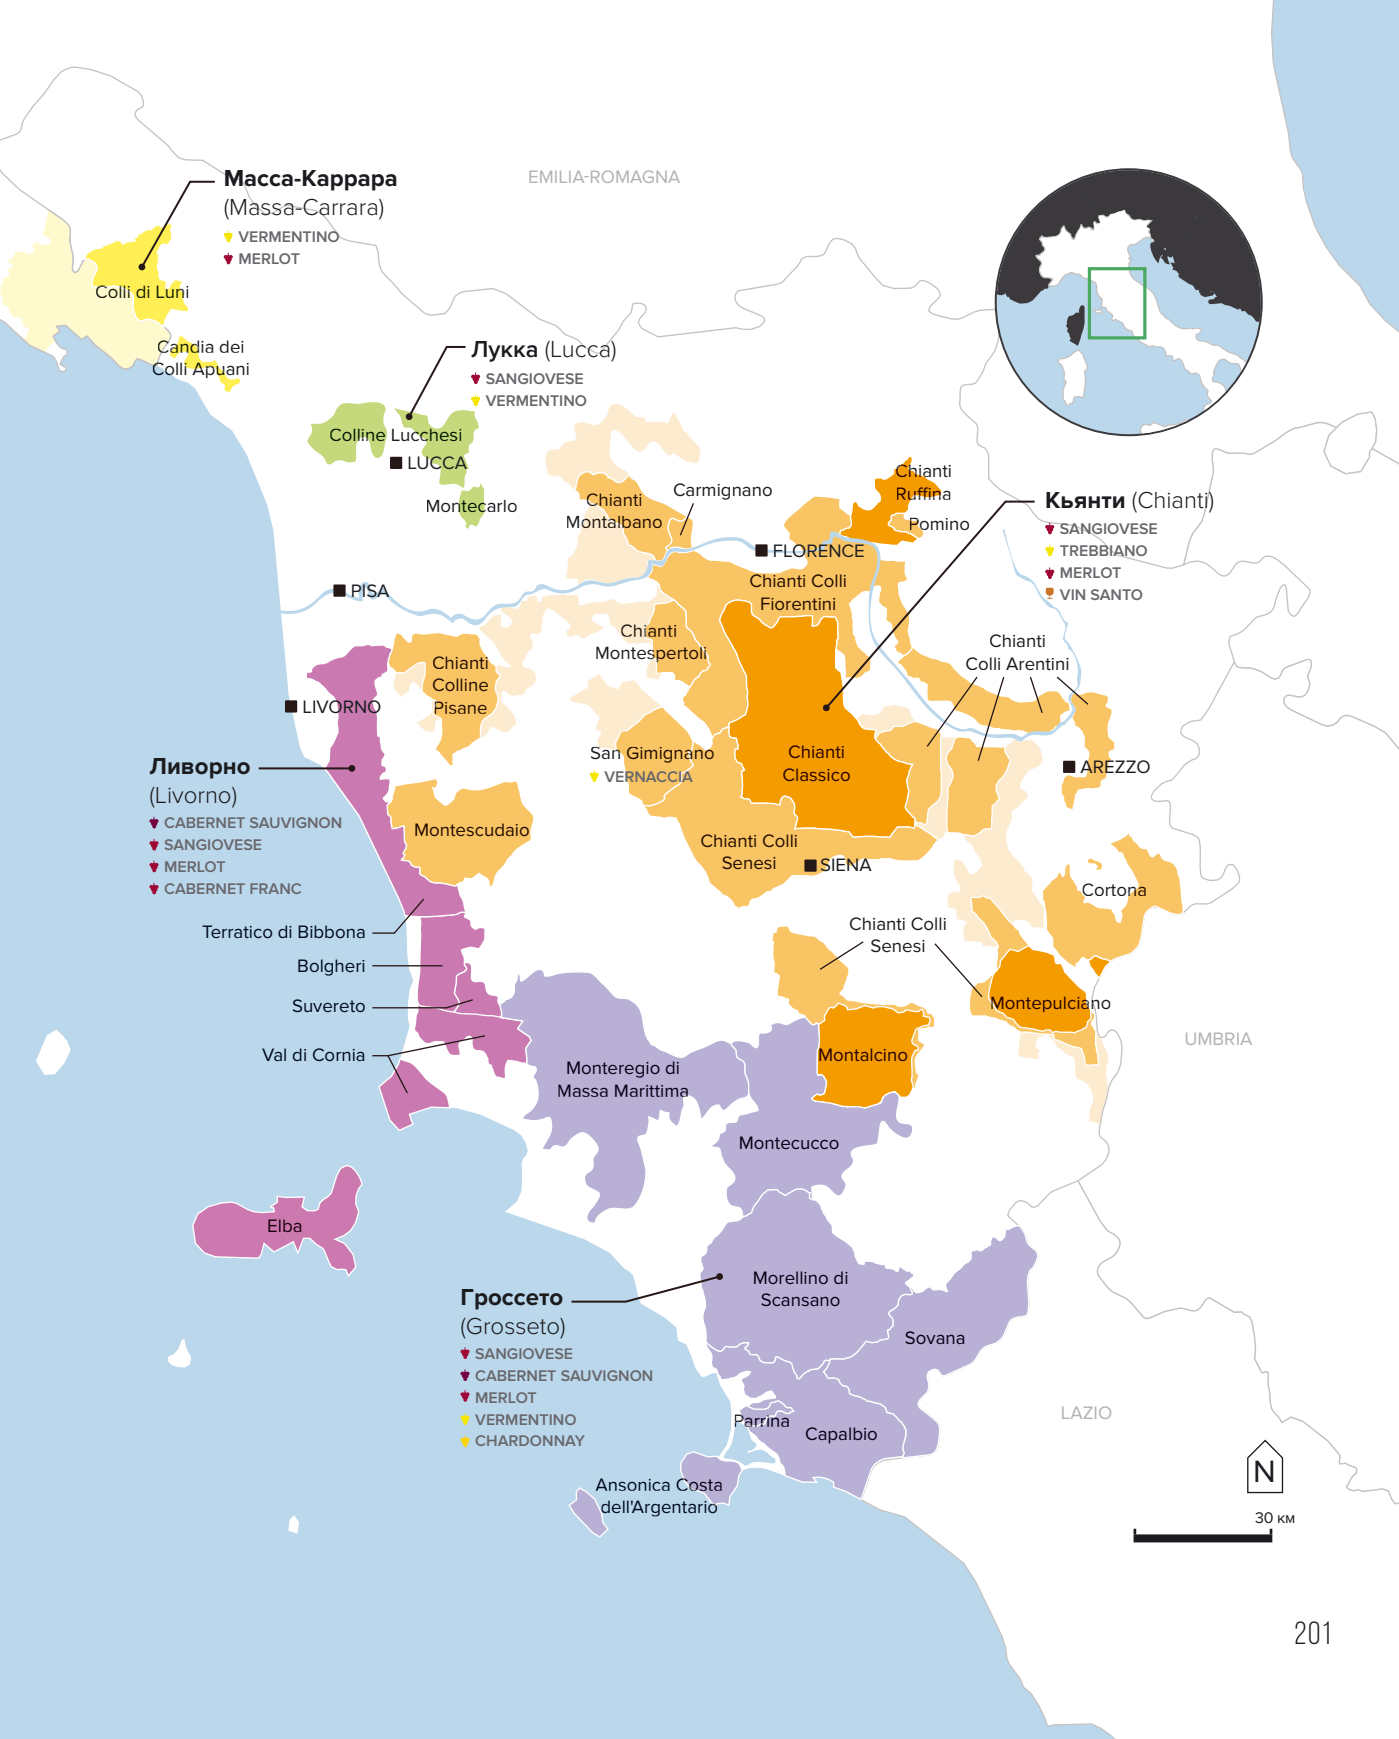 EMILIA-ROMAGNA
Масса-Каррара
(Massa-Carrara)
VERMENTINO
MERLOT
Colli di Luni
Candia dei
Colli Apuani
Лукка (Lucca)
SANGIOVESE
VERMENTINO
Colline Lucchesi
LUCCA
Montecarlo
Chianti
Montalbano
Carmignano
Chianti
Ruffina
Pomino
Кьянти (Chianti)
SANGIOVESE
TREBBIANO
MERLOT
VIN SANTO
FLORENCE
PISA
Chianti Colli
Fiorentini
Chianti
Montespertoli
Chianti
Colli Arentini
Chianti
Colline
Pisane
LIVORNO
San Gimignano
VERNACCIA
Chianti
Classico
AREZZO
Ливорно
(Livorno)
CABERNET SAUVIGNON
SANGIOVESE
MERLOT
CABERNET FRANC
Montescudaio
Chianti Colli
Senesi
SIENA
Cortona
Terratico di Bibbona
Bolgheri
Suvereto
Val di Cornia
Chianti Colli
Senesi
Montepulciano
UMBRIA
Montalcino
Monteregio di
Massa Marittima
Montecucco
Elba
Гроссето
(Grosseto)
SANGIOVESE
CABERNET SAUVIGNON
MERLOT
VERMENTINO
CHARDONNAY
Morellino di
Scansano
Sovana
Parrina
Capalbio
LAZIO
Ansonica Costa
dell'Argentario
N
30 км
201